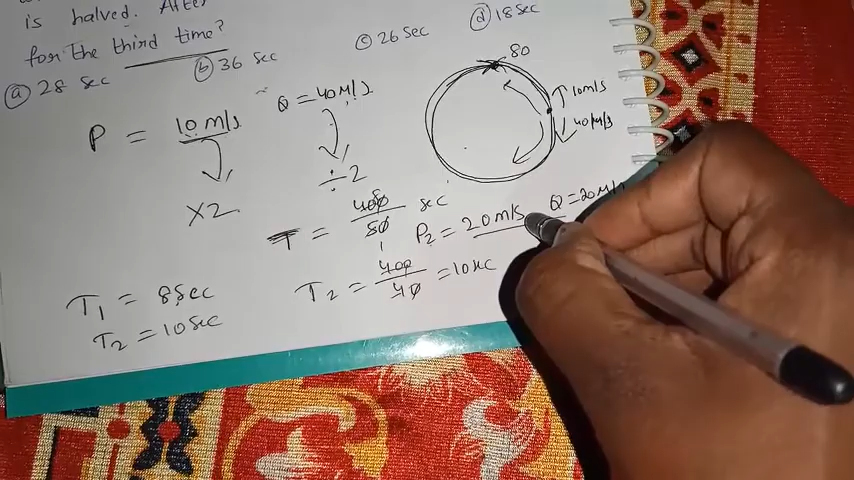 is halved. After
for the third time?
(a) 28 sec (b) 36 sec (c) 26 sec (d) 18 sec
P = 10 m/s Q = 40 m/s
×2 ÷2
80
10 m/s
40 m/s
T = 400/50 sec
8
1
P2 = 20 m/s Q = 20 m/s
T1 = 8 sec T2 = 400/40 = 10 sec
T2 = 10 sec